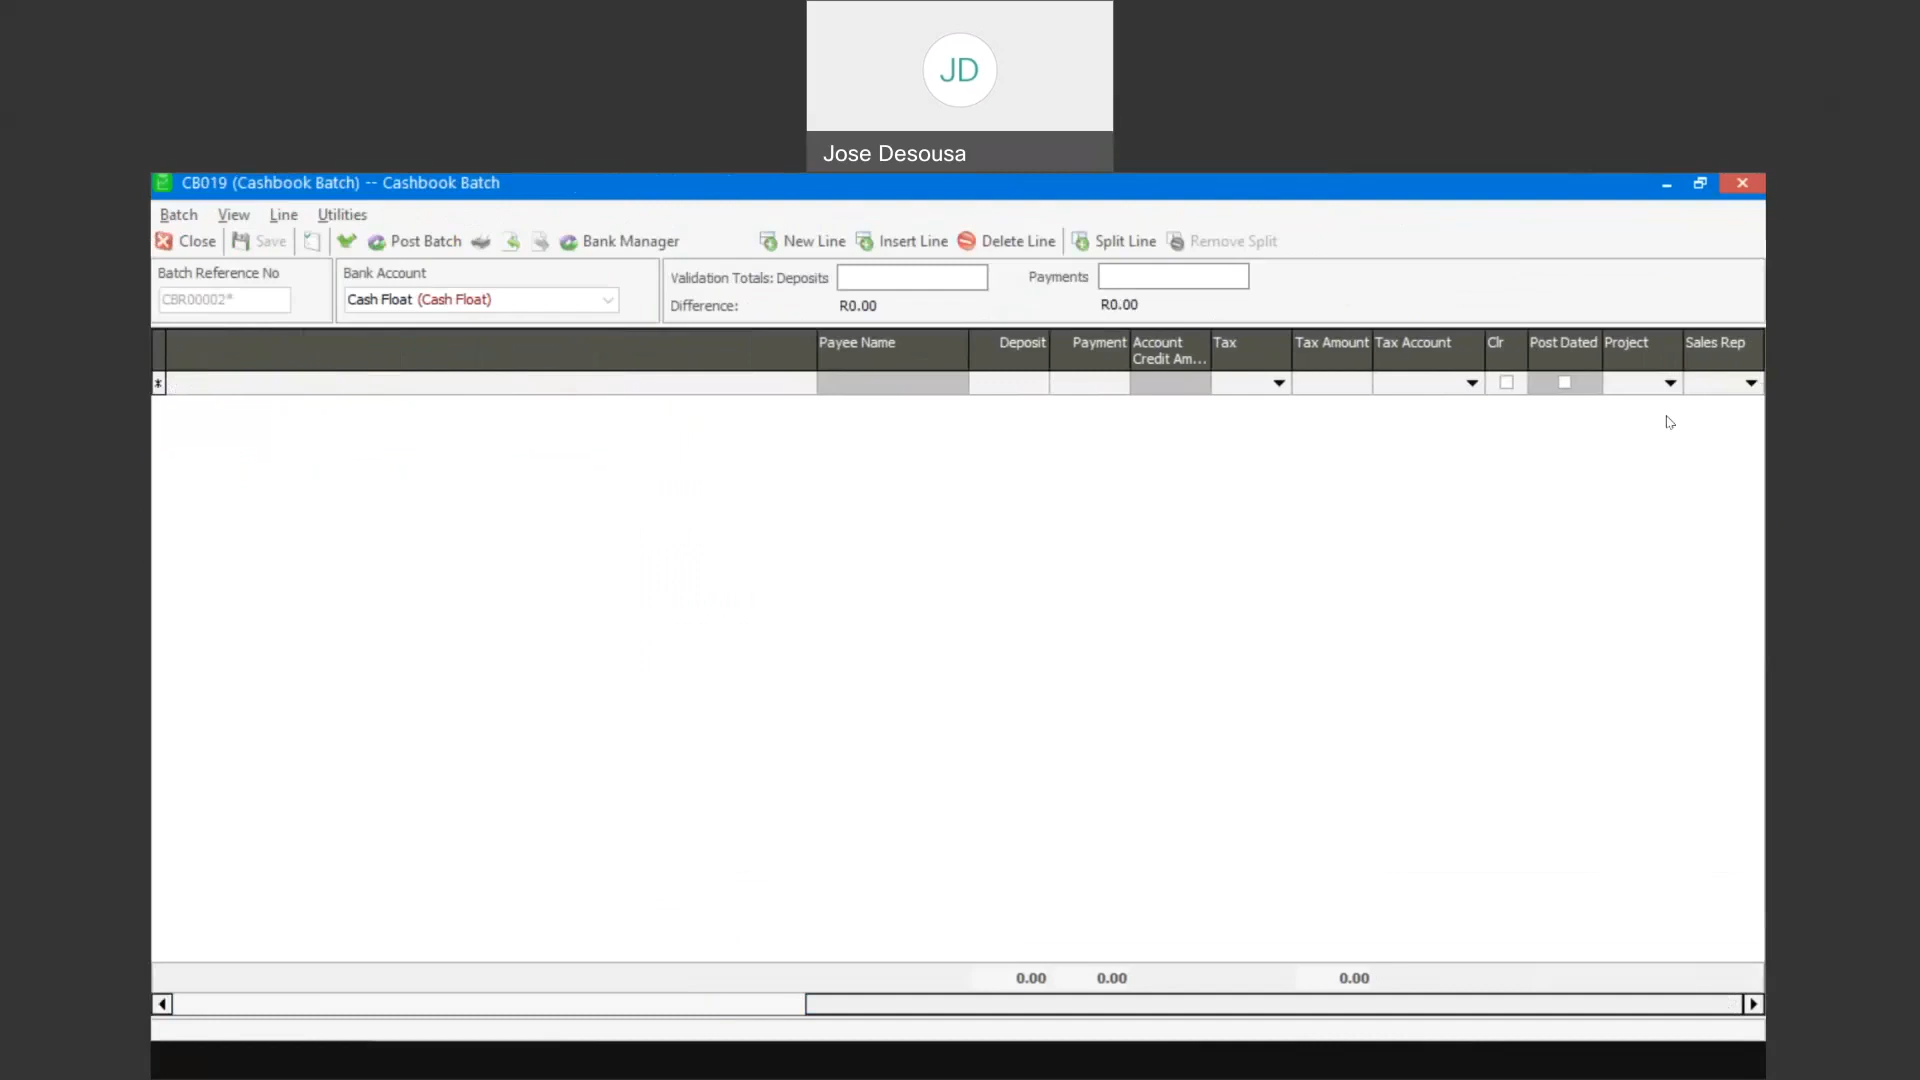 JD
Jose Desousa
CB019 (Cashbook Batch) -- Cashbook Batch
Batch View Line Utilities
Close Save Post Batch Bank Manager New Line Insert Line Delete Line Split Line Remove Split
Batch Reference No Bank Account Validation Totals: Deposits Payments
CBR00002* Cash Float (Cash Float) Difference: R0.00 R0.00
Payee Name Deposit Payment Account Tax Tax Amount Tax Account Clr Post Dated Project Sales Rep
Credit Am...
*
0.00 0.00 0.00